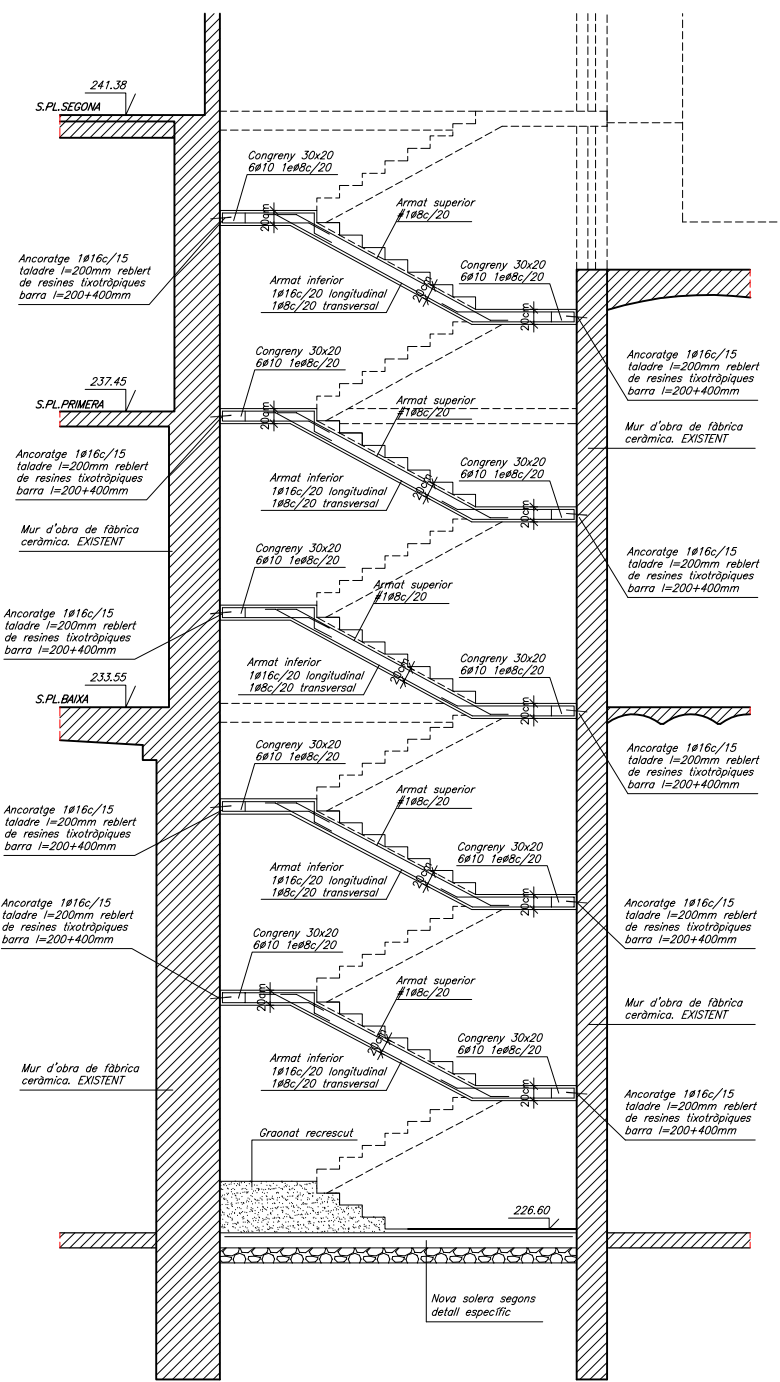 241.38
S.PL.SEGONA
Congreny 30x20
6ø10 1eø8c/20
Armat superior
#1ø8c/20
20cm
Ancoratge 1ø16c/15
taladre l=200mm reblert
de resines tixotròpiques
barra l=200+400mm
Armat inferior
1ø16c/20 longitudinal
1ø8c/20 transversal
20cm
Congreny 30x20
6ø10 1eø8c/20
20cm
Ancoratge 1ø16c/15
taladre l=200mm reblert
de resines tixotròpiques
barra l=200+400mm
237.45
S.PL.PRIMERA
Congreny 30x20
6ø10 1eø8c/20
Armat superior
#1ø8c/20
20cm
Mur d'obra de fàbrica
ceràmica. EXISTENT
Ancoratge 1ø16c/15
taladre l=200mm reblert
de resines tixotròpiques
barra l=200+400mm
Armat inferior
1ø16c/20 longitudinal
1ø8c/20 transversal
20cm
Congreny 30x20
6ø10 1eø8c/20
20cm
Mur d'obra de fàbrica
ceràmica. EXISTENT
Ancoratge 1ø16c/15
taladre l=200mm reblert
de resines tixotròpiques
barra l=200+400mm
Congreny 30x20
6ø10 1eø8c/20
Armat superior
#1ø8c/20
20cm
Ancoratge 1ø16c/15
taladre l=200mm reblert
de resines tixotròpiques
barra l=200+400mm
Armat inferior
1ø16c/20 longitudinal
1ø8c/20 transversal
20cm
Congreny 30x20
6ø10 1eø8c/20
20cm
233.55
S.PL.BAIXA
Ancoratge 1ø16c/15
taladre l=200mm reblert
de resines tixotròpiques
barra l=200+400mm
Congreny 30x20
6ø10 1eø8c/20
Armat superior
#1ø8c/20
20cm
Ancoratge 1ø16c/15
taladre l=200mm reblert
de resines tixotròpiques
barra l=200+400mm
Armat inferior
1ø16c/20 longitudinal
1ø8c/20 transversal
20cm
Congreny 30x20
6ø10 1eø8c/20
20cm
Ancoratge 1ø16c/15
taladre l=200mm reblert
de resines tixotròpiques
barra l=200+400mm
Ancoratge 1ø16c/15
taladre l=200mm reblert
de resines tixotròpiques
barra l=200+400mm
Congreny 30x20
6ø10 1eø8c/20
Armat superior
#1ø8c/20
20cm
Mur d'obra de fàbrica
ceràmica. EXISTENT
Mur d'obra de fàbrica
ceràmica. EXISTENT
Armat inferior
1ø16c/20 longitudinal
1ø8c/20 transversal
20cm
Congreny 30x20
6ø10 1eø8c/20
20cm
Ancoratge 1ø16c/15
taladre l=200mm reblert
de resines tixotròpiques
barra l=200+400mm
Graonat recrescut
226.60
Nova solera segons
detall específic